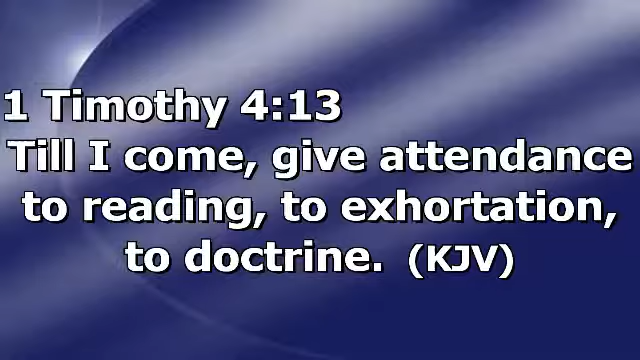 1 Timothy 4:13
Till I come, give attendance
to reading, to exhortation,
to doctrine. (KJV)